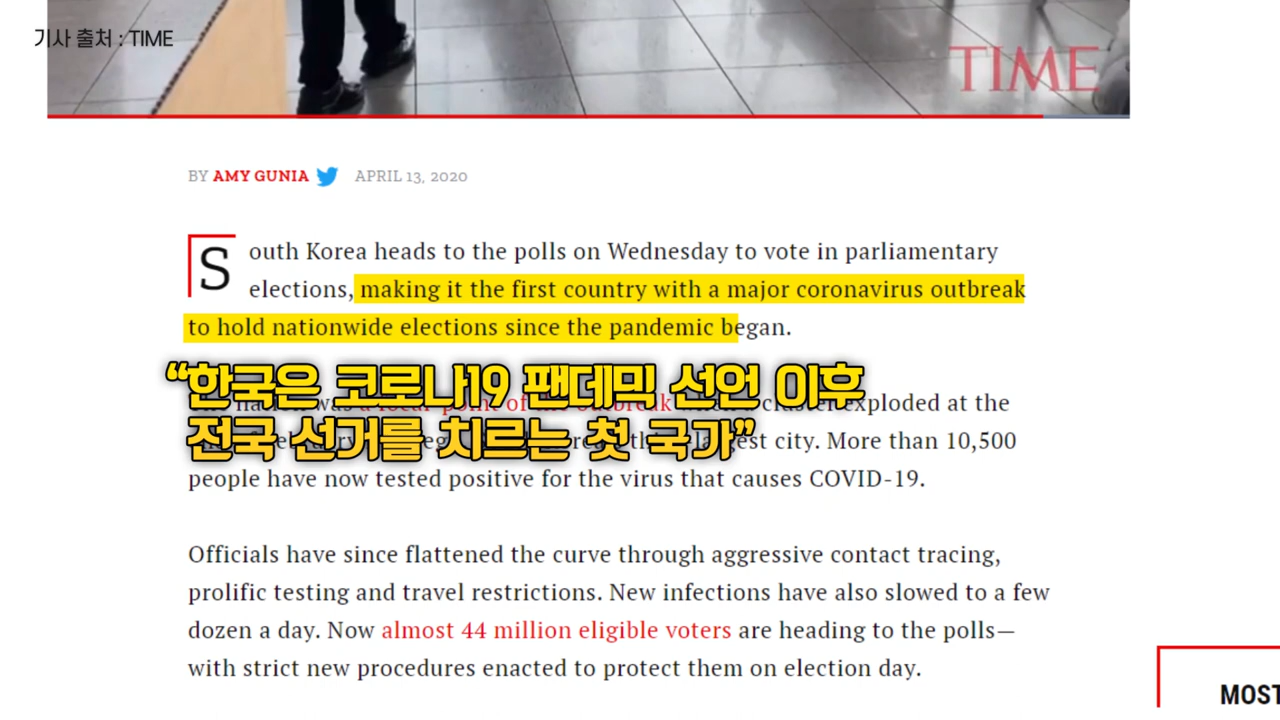 기사 출처 : TIME
TIME
BY AMY GUNIA APRIL 13, 2020
South Korea heads to the polls on Wednesday to vote in parliamentary
elections, making it the first country with a major coronavirus outbreak
to hold nationwide elections since the pandemic began.
“한국은 코로나19 팬데믹 선언 이후
전국 선거를 치르는 첫 국가”
exploded at the
city. More than 10,500
people have now tested positive for the virus that causes COVID-19.
Officials have since flattened the curve through aggressive contact tracing,
prolific testing and travel restrictions. New infections have also slowed to a few
dozen a day. Now almost 44 million eligible voters are heading to the polls—
with strict new procedures enacted to protect them on election day.
MOST